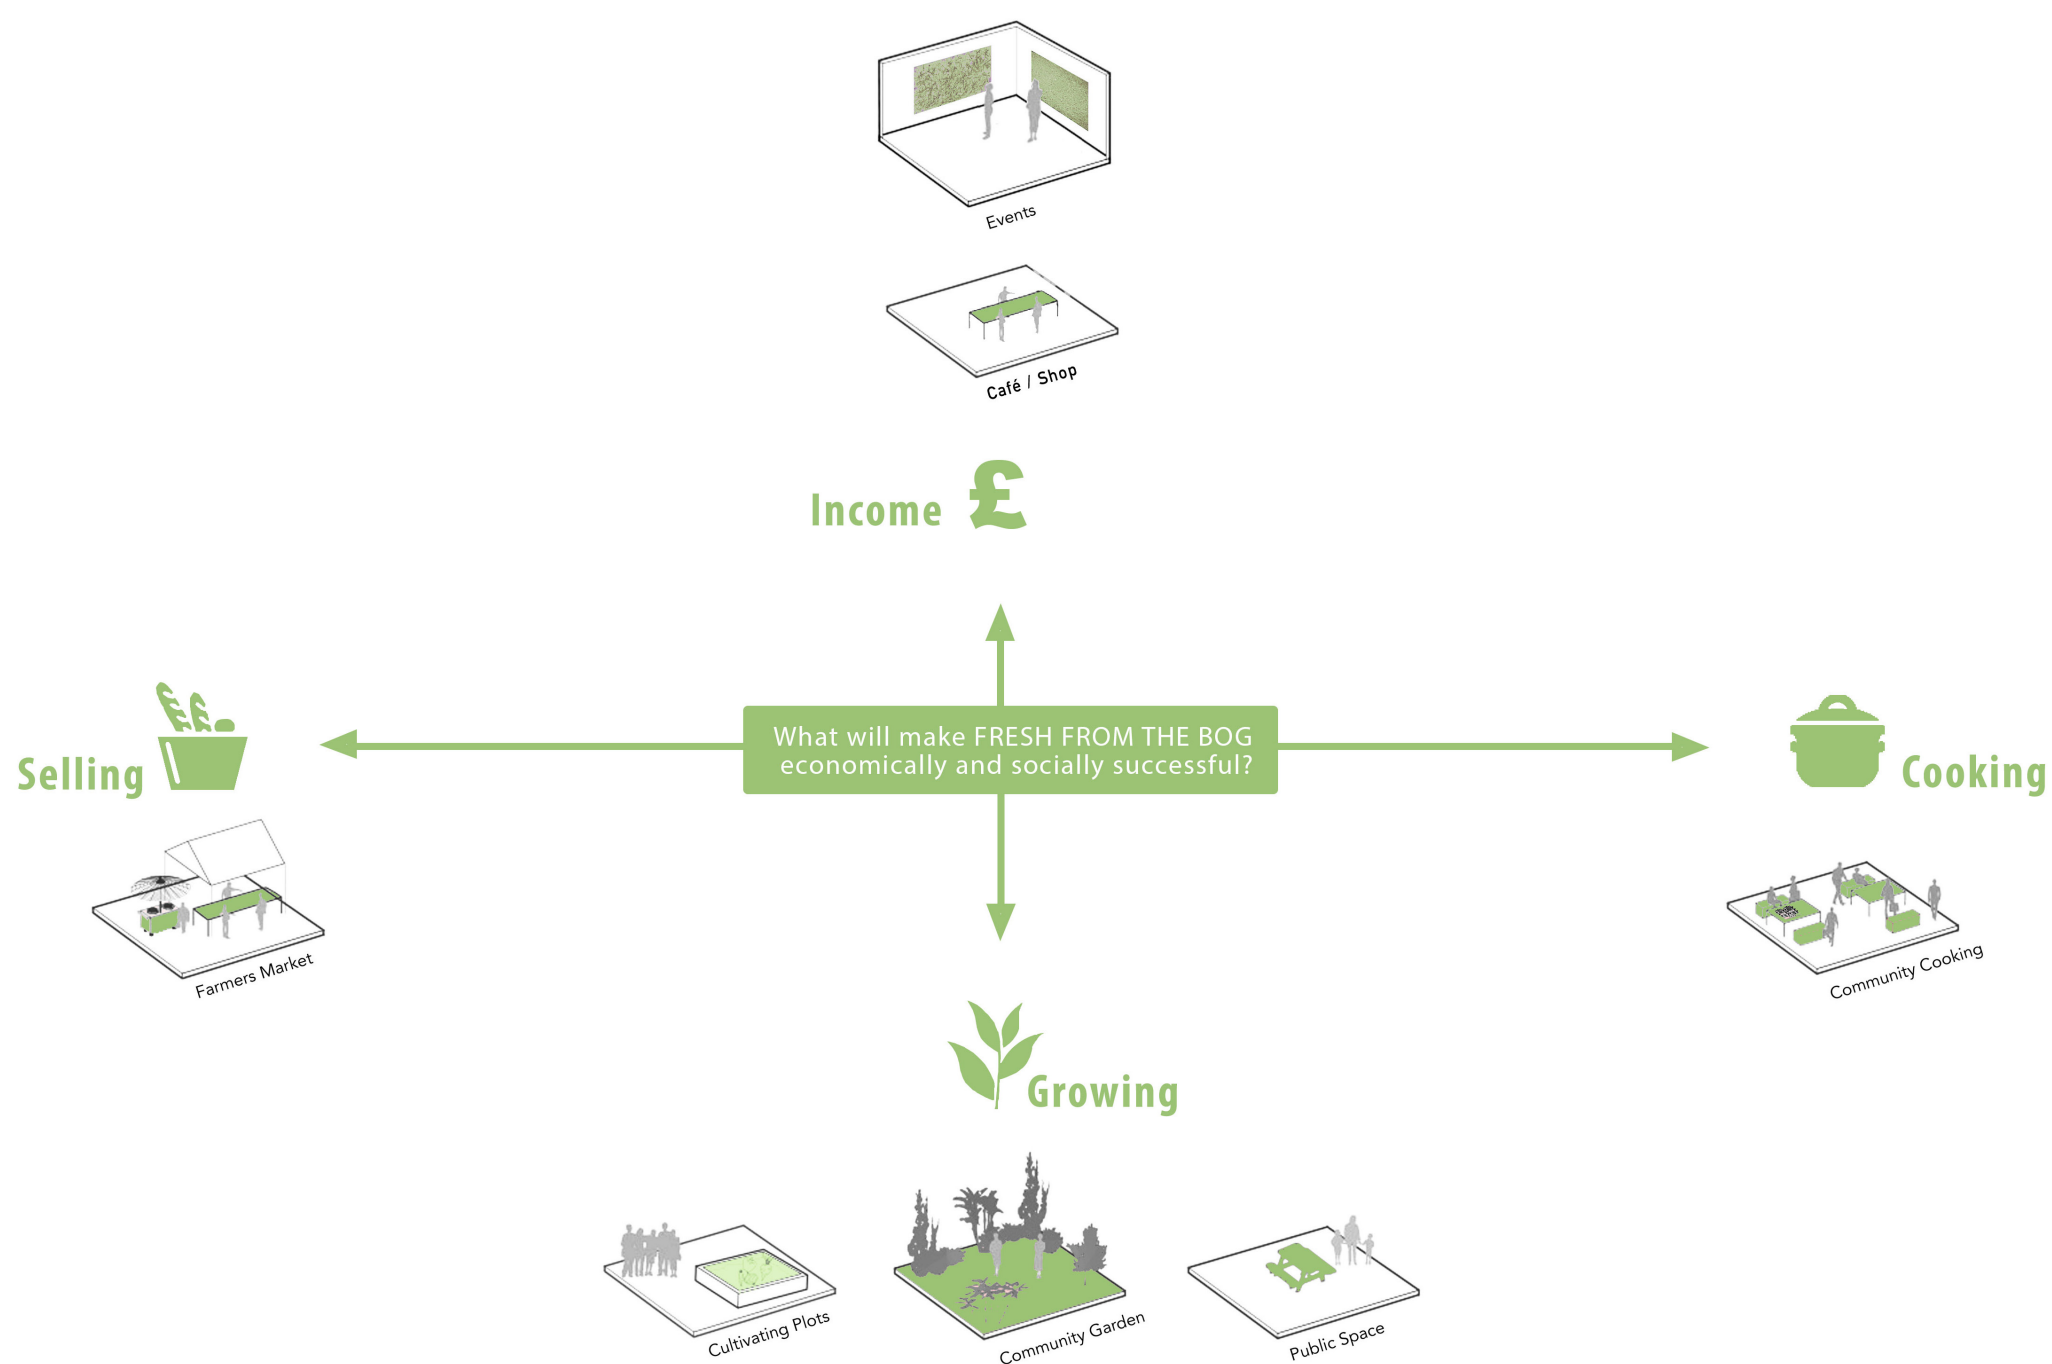 Events
Café / Shop
Income £
What will make FRESH FROM THE BOG
economically and socially successful?
Selling
Cooking
Farmers Market
Community Cooking
Growing
Cultivating Plots
Community Garden
Public Space